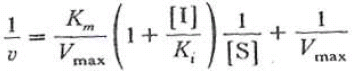 1/v = K_m/V_max (1 + [I]/K_i) 1/[S] + 1/V_max